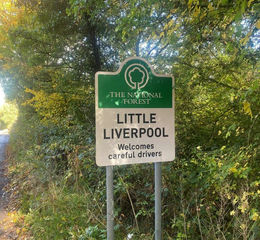 THE NATIONAL
FOREST
LITTLE
LIVERPOOL
Welcomes
careful drivers